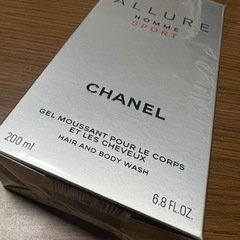 ALLURE
HOMME
SPORT
CHANEL
GEL MOUSSANT POUR LE CORPS
ET LES CHEVEUX
HAIR AND BODY WASH
200 ml
6.8 FL.OZ.